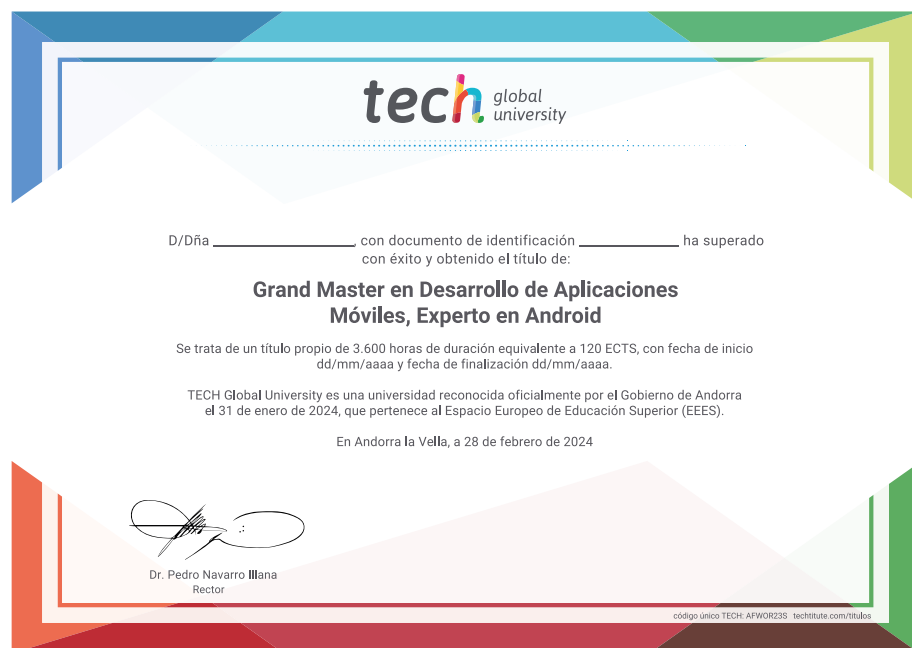 tech global university
D/Dña ______________, con documento de identificación __________ ha superado
con éxito y obtenido el título de:
Grand Master en Desarrollo de Aplicaciones
Móviles, Experto en Android
Se trata de un título propio de 3.600 horas de duración equivalente a 120 ECTS, con fecha de inicio
dd/mm/aaaa y fecha de finalización dd/mm/aaaa.
TECH Global University es una universidad reconocida oficialmente por el Gobierno de Andorra
el 31 de enero de 2024, que pertenece al Espacio Europeo de Educación Superior (EEES).
En Andorra la Vella, a 28 de febrero de 2024
Dr. Pedro Navarro Illana
Rector
código único TECH: AFWOR23S techtitute.com/titulos